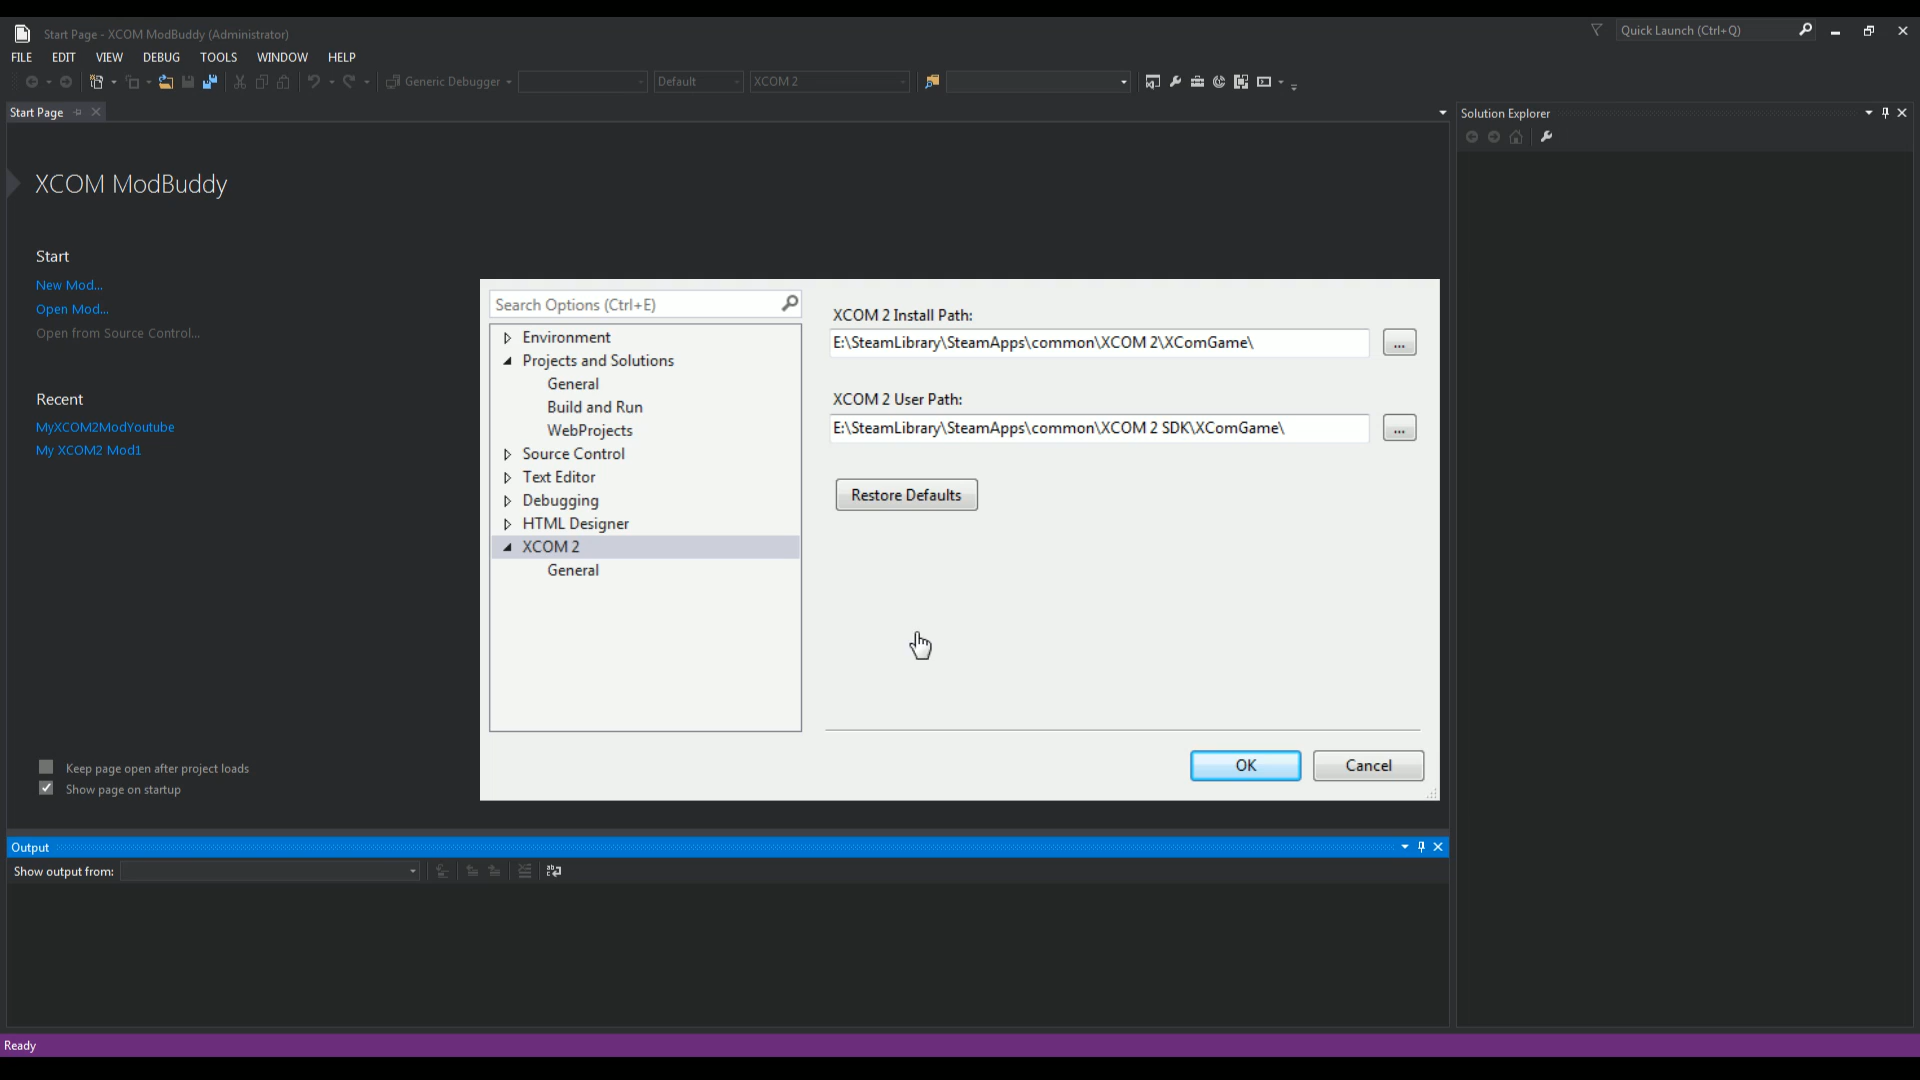 Start Page - XCOM ModBuddy (Administrator)
Quick Launch (Ctrl+Q)
FILE EDIT VIEW DEBUG TOOLS WINDOW HELP
Generic Debugger Default XCOM 2
Start Page
Solution Explorer
XCOM ModBuddy
Start
New Mod...
Open Mod...
Open from Source Control...
Recent
MyXCOM2ModYoutube
My XCOM2 Mod1
Keep page open after project loads
Show page on startup
Search Options (Ctrl+E)
Environment
Projects and Solutions
General
Build and Run
WebProjects
Source Control
Text Editor
Debugging
HTML Designer
XCOM 2
General
XCOM 2 Install Path:
E:\SteamLibrary\SteamApps\common\XCOM 2\XComGame\
...
XCOM 2 User Path:
E:\SteamLibrary\SteamApps\common\XCOM 2 SDK\XComGame\
...
Restore Defaults
OK Cancel
Output
Show output from:
Ready